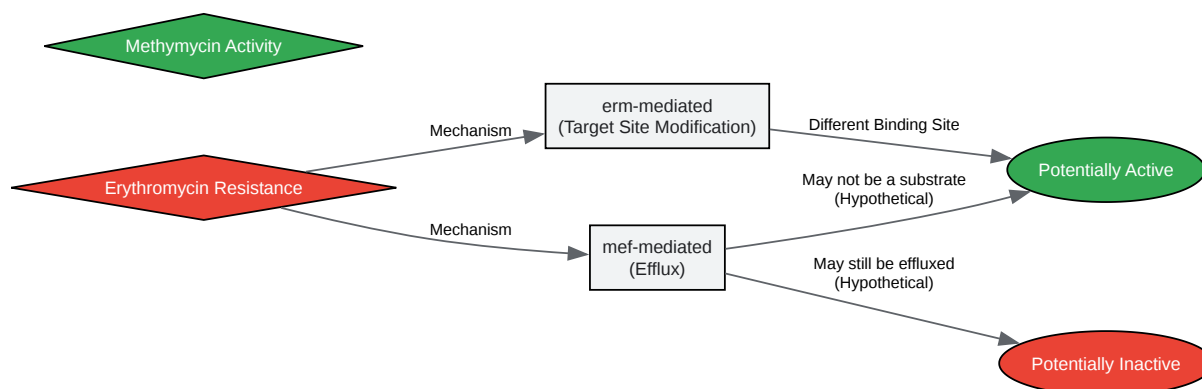 Methymycin Activity
erm-mediated
(Target Site Modification)
Mechanism
Different Binding Site
Erythromycin Resistance
Potentially Active
May not be a substrate
(Hypothetical)
Mechanism
mef-mediated
(Efflux)
May still be effluxed
(Hypothetical)
Potentially Inactive